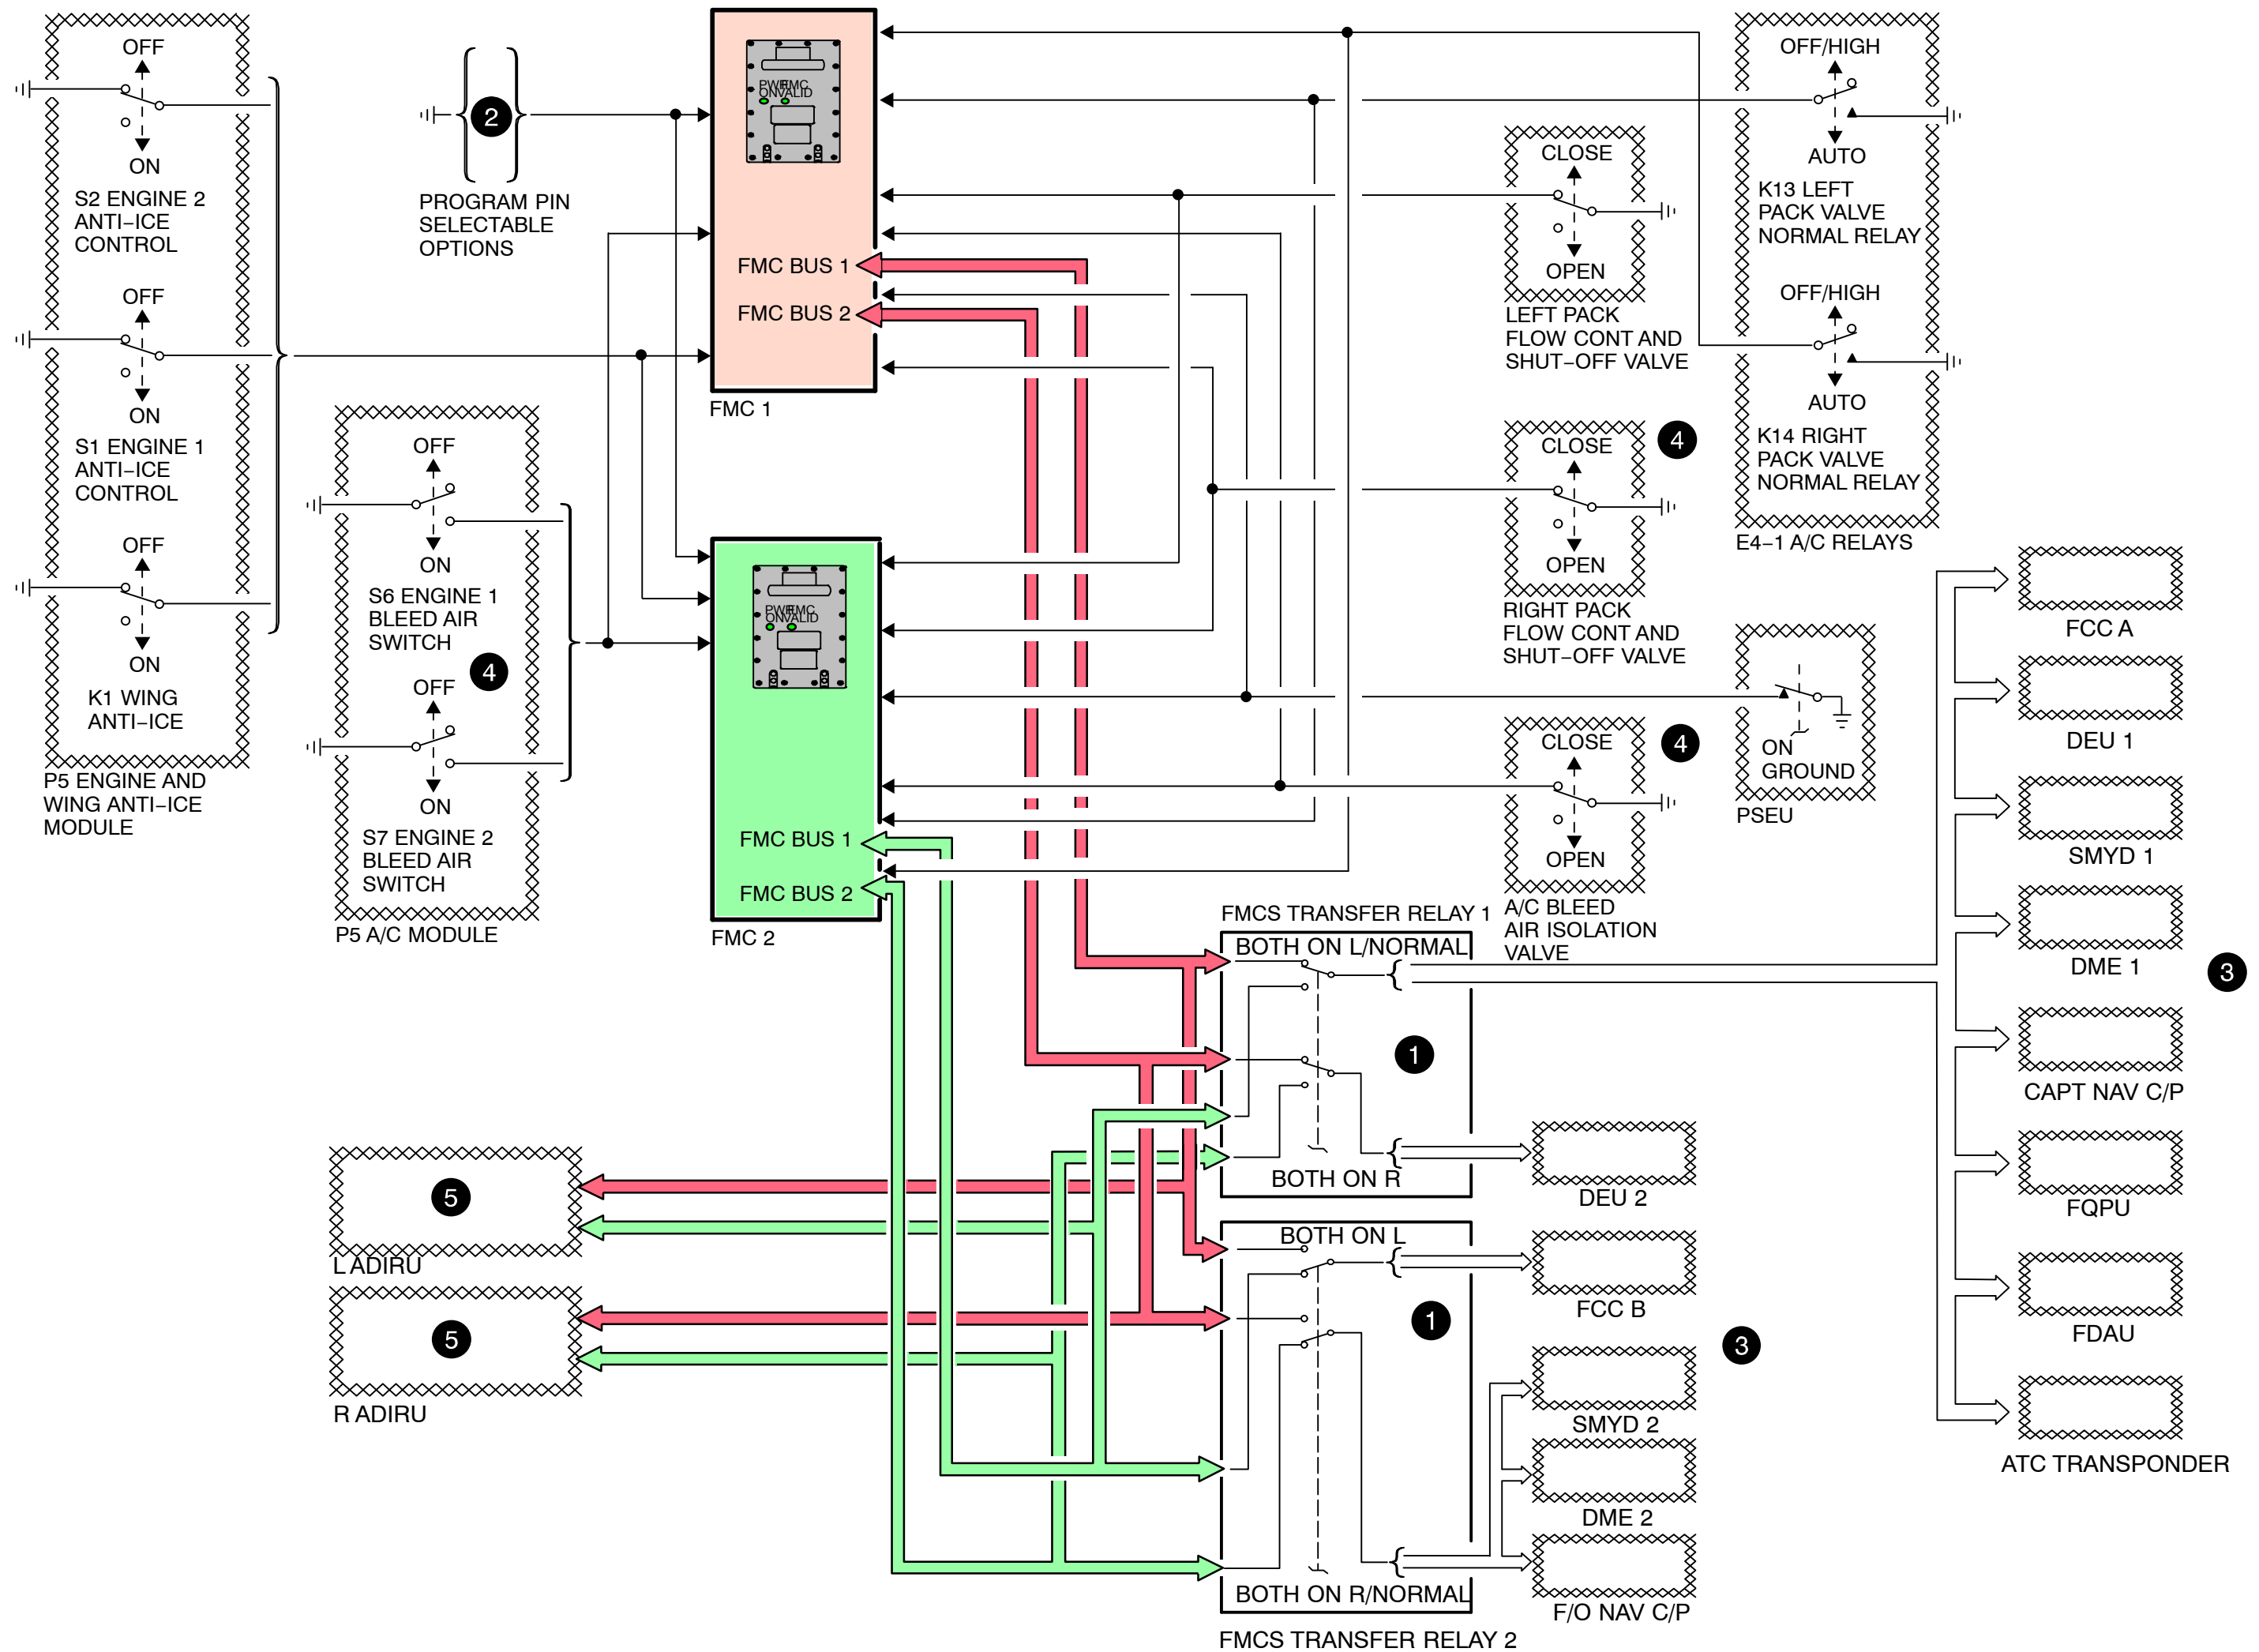 OFF
ON
S2 ENGINE 2
ANTI–ICE
CONTROL
OFF
ON
S1 ENGINE 1
ANTI–ICE
CONTROL
OFF
ON
K1 WING
ANTI–ICE
P5 ENGINE AND
WING ANTI–ICE
MODULE
2
PROGRAM PIN
SELECTABLE
OPTIONS
OFF
ON
S6 ENGINE 1
BLEED AIR
SWITCH
4
OFF
ON
S7 ENGINE 2
BLEED AIR
SWITCH
P5 A/C MODULE
PWR FMC
ON VALID
FMC BUS 1
FMC BUS 2
FMC 1
PWR FMC
ON VALID
FMC BUS 1
FMC BUS 2
FMC 2
CLOSE
OPEN
LEFT PACK
FLOW CONT AND
SHUT–OFF VALVE
CLOSE
4
OPEN
RIGHT PACK
FLOW CONT AND
SHUT–OFF VALVE
CLOSE
4
OPEN
A/C BLEED
AIR ISOLATION
VALVE
OFF/HIGH
AUTO
K13 LEFT
PACK VALVE
NORMAL RELAY
OFF/HIGH
AUTO
K14 RIGHT
PACK VALVE
NORMAL RELAY
E4–1 A/C RELAYS
ON
GROUND
PSEU
FMCS TRANSFER RELAY 1
BOTH ON L/NORMAL
1
BOTH ON R
BOTH ON L
1
BOTH ON R/NORMAL
FMCS TRANSFER RELAY 2
5
L ADIRU
5
R ADIRU
DEU 2
FCC B
3
SMYD 2
DME 2
F/O NAV C/P
FCC A
DEU 1
SMYD 1
DME 1
3
CAPT NAV C/P
FQPU
FDAU
ATC TRANSPONDER